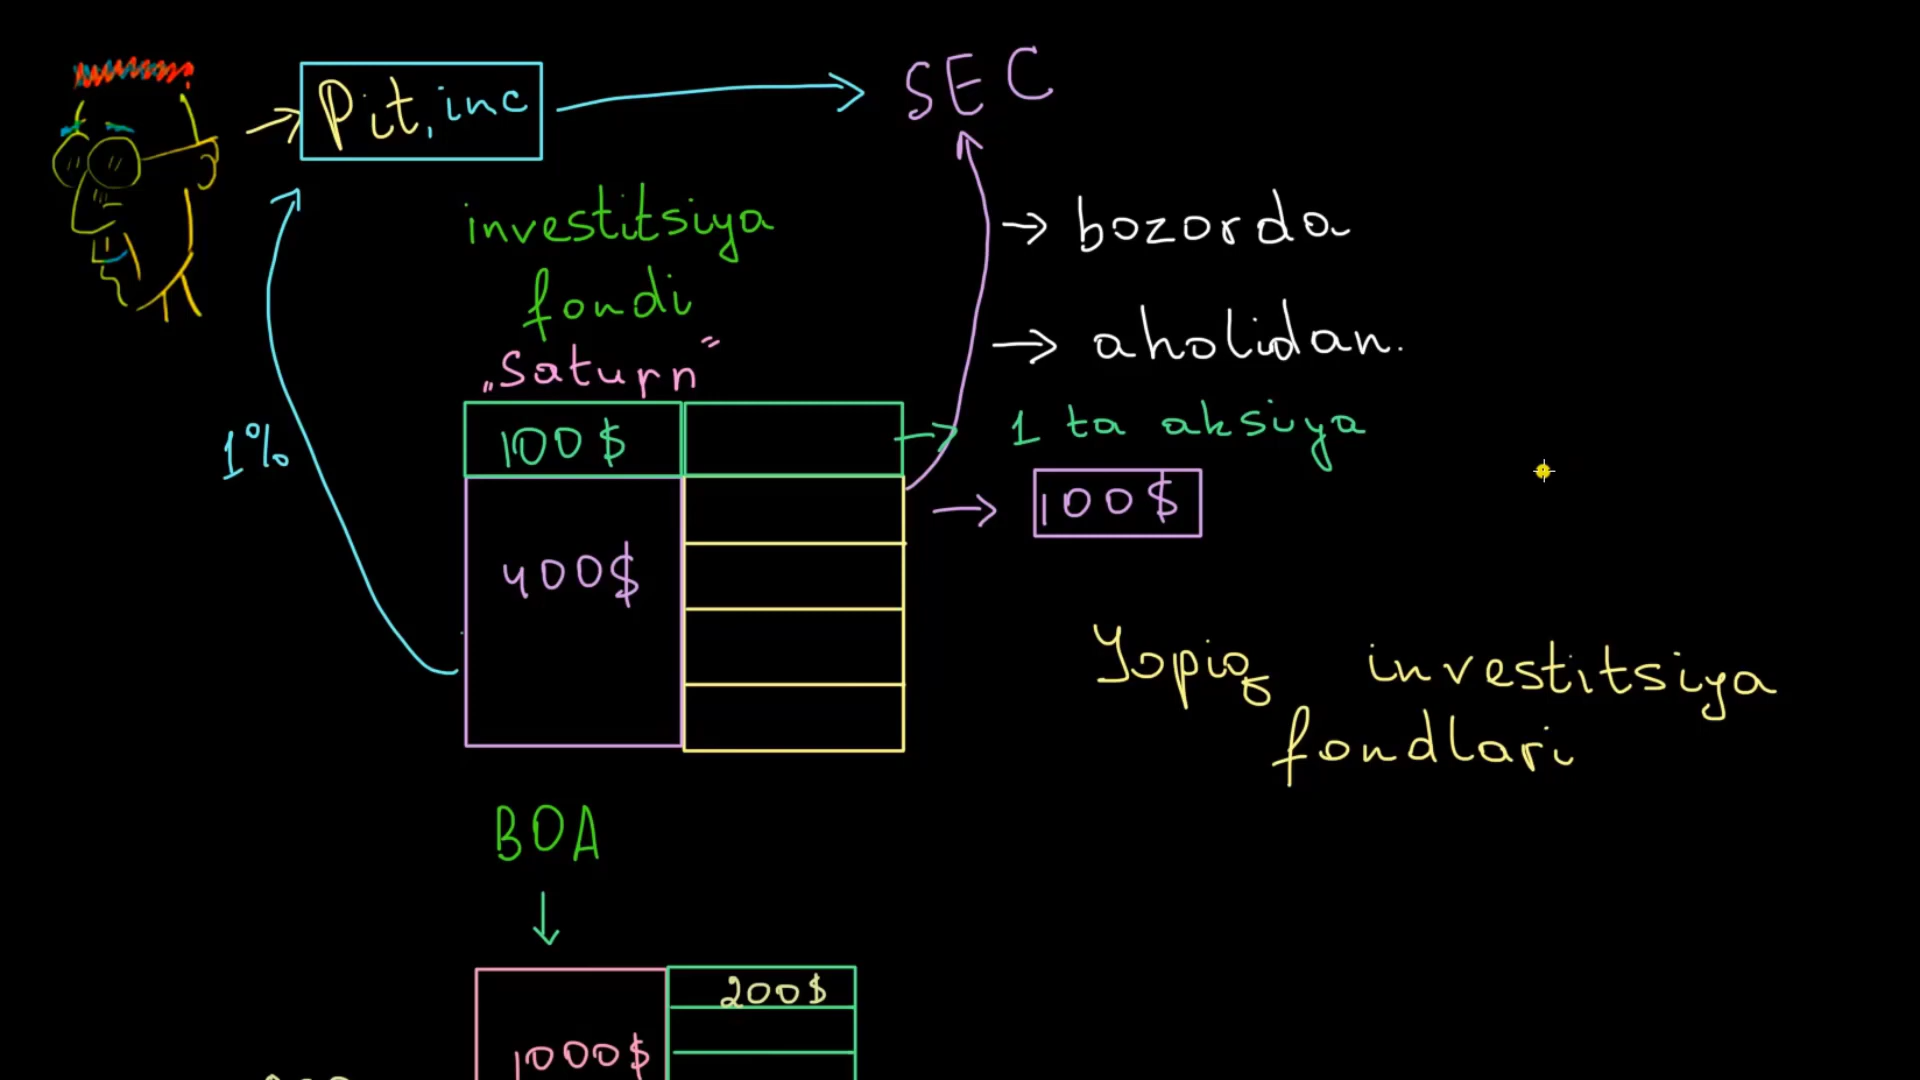 Pit, inc
SEC
investitsiya
fondi
„Saturn”
→ bozorda
→ aholidan.
1%
100$
1 ta aksiya
100$
400$
Yopiq investitsiya
fondlari
BOA
200$
1000$